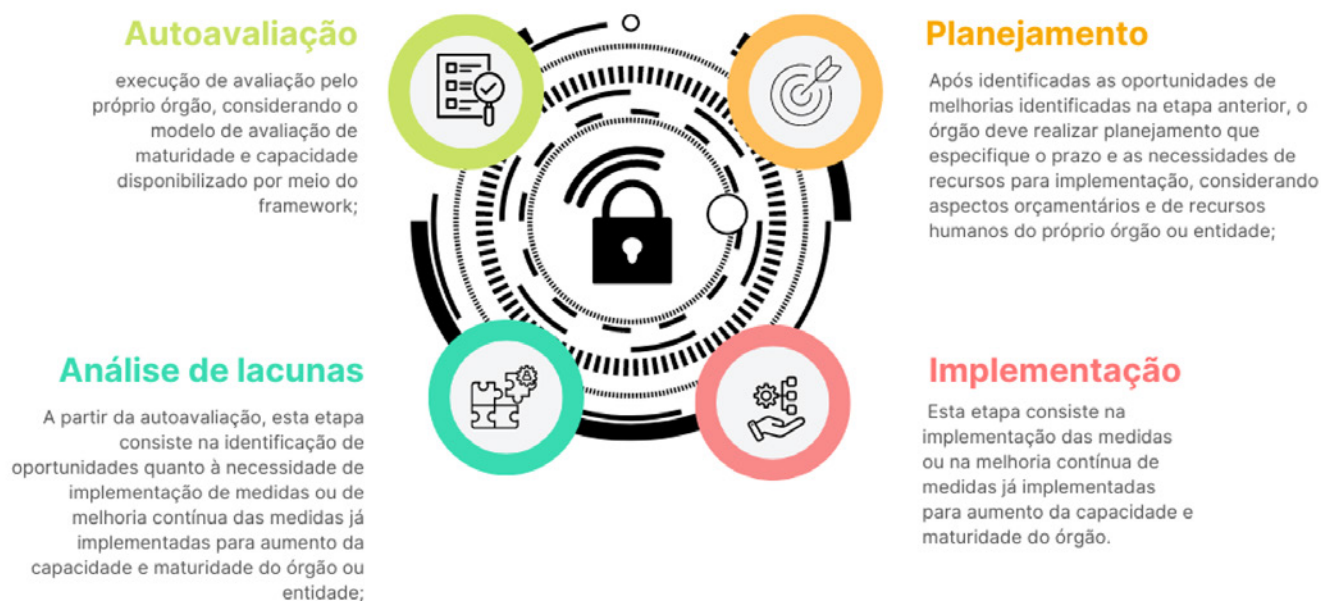 Autoavaliação
execução de avaliação pelo
próprio órgão, considerando o
modelo de avaliação de
maturidade e capacidade
disponibilizado por meio do
framework;
Análise de lacunas
A partir da autoavaliação, esta etapa
consiste na identificação de
oportunidades quanto à necessidade de
implementação de medidas ou de
melhoria contínua das medidas já
implementadas para aumento da
capacidade e maturidade do órgão ou
entidade;
Planejamento
Após identificadas as oportunidades de
melhorias identificadas na etapa anterior, o
órgão deve realizar planejamento que
especifique o prazo e as necessidades de
recursos para implementação, considerando
aspectos orçamentários e de recursos
humanos do próprio órgão ou entidade;
Implementação
Esta etapa consiste na
implementação das medidas
ou na melhoria contínua de
medidas já implementadas
para aumento da capacidade e
maturidade do órgão.